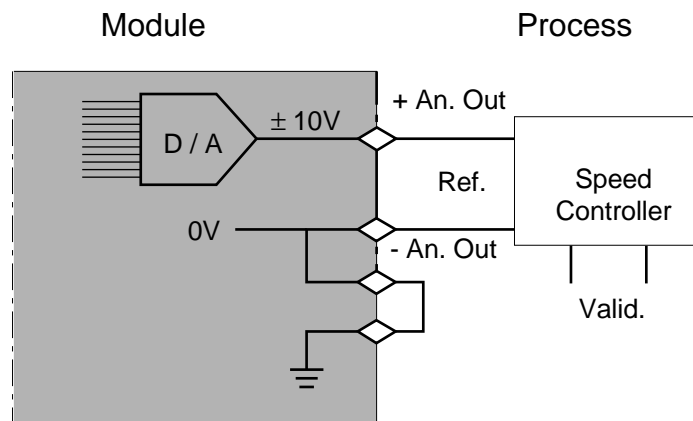 Module
Process
+ An. Out
± 10V
D / A
Ref.
Speed
Controller
0V
- An. Out
Valid.